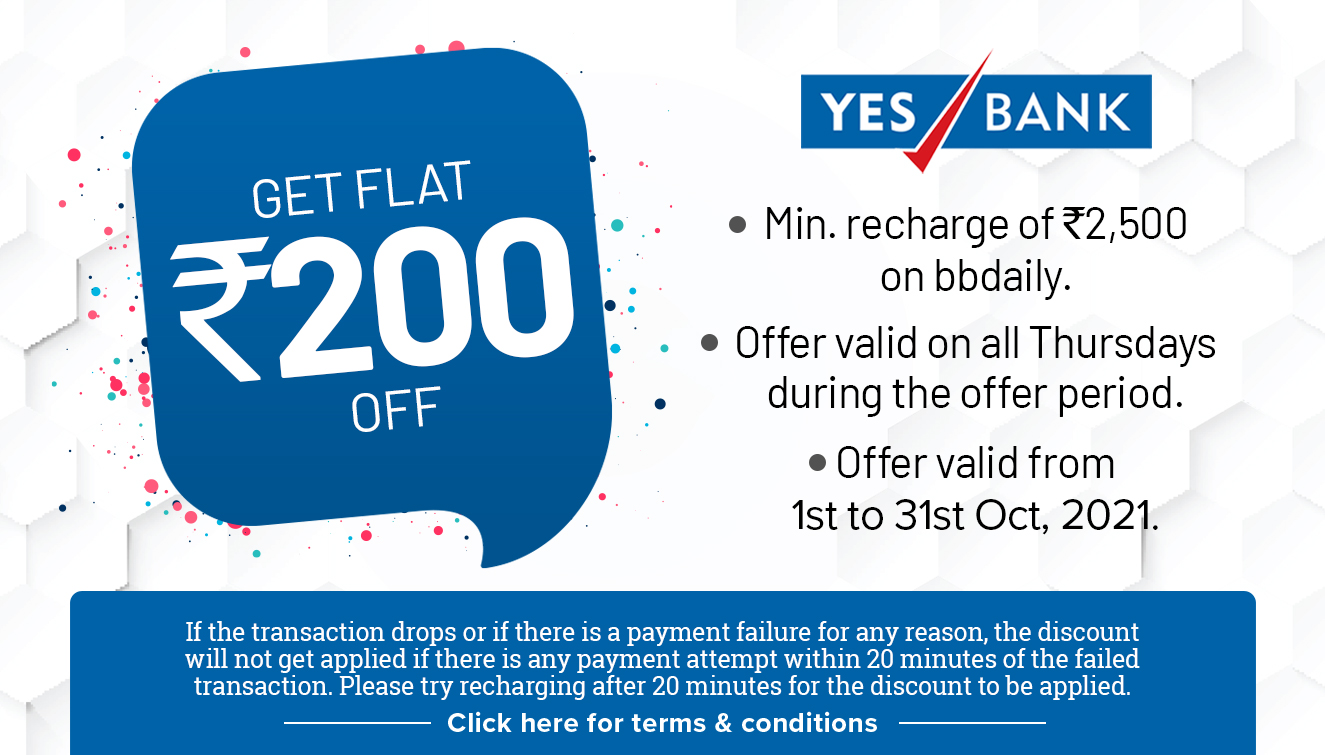 GET FLAT
₹200
OFF
YES BANK
• Min. recharge of ₹2,500
on bbdaily.
• Offer valid on all Thursdays
during the offer period.
• Offer valid from
1st to 31st Oct, 2021.
If the transaction drops or if there is a payment failure for any reason, the discount
will not get applied if there is any payment attempt within 20 minutes of the failed
transaction. Please try recharging after 20 minutes for the discount to be applied.
Click here for terms & conditions